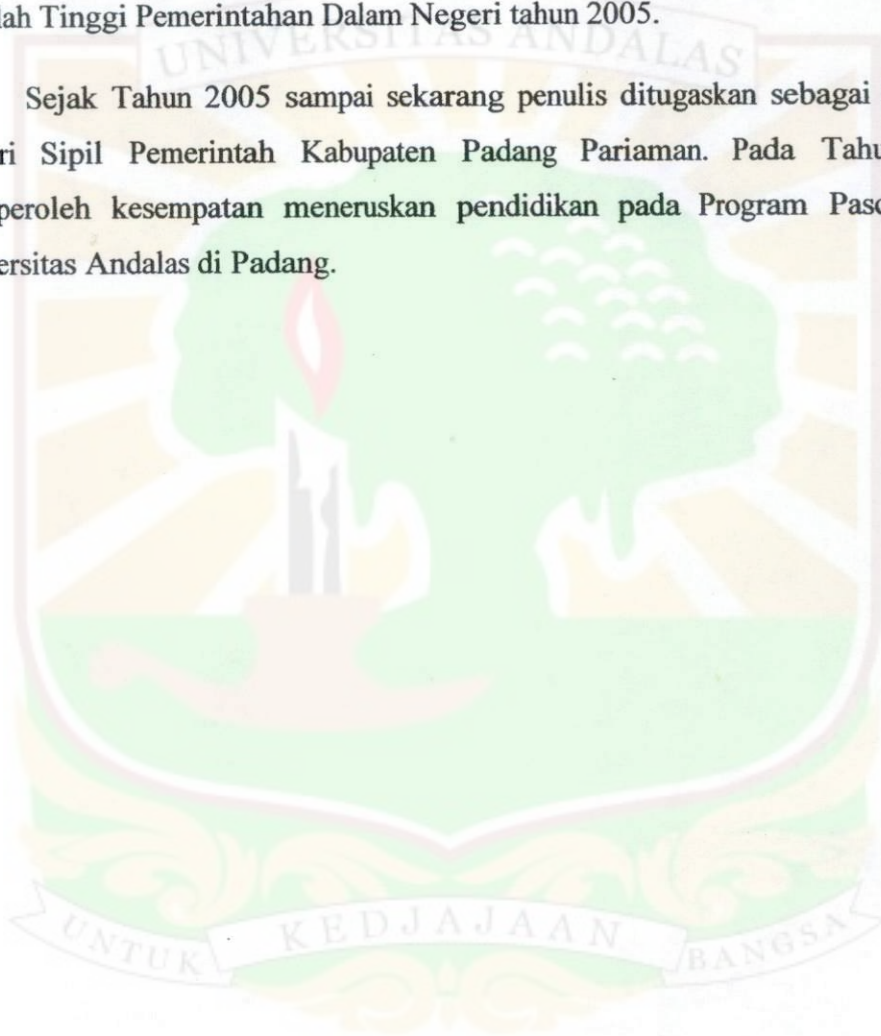 lah Tinggi Pemerintahan Dalam Negeri tahun 2005.
UNIVERSITAS ANDALAS
Sejak Tahun 2005 sampai sekarang penulis ditugaskan sebagai
ri Sipil Pemerintah Kabupaten Padang Pariaman. Pada Tahu
peroleh kesempatan meneruskan pendidikan pada Program Pasc
ersitas Andalas di Padang.
UNTUK KEDJAJAAN BANGSA